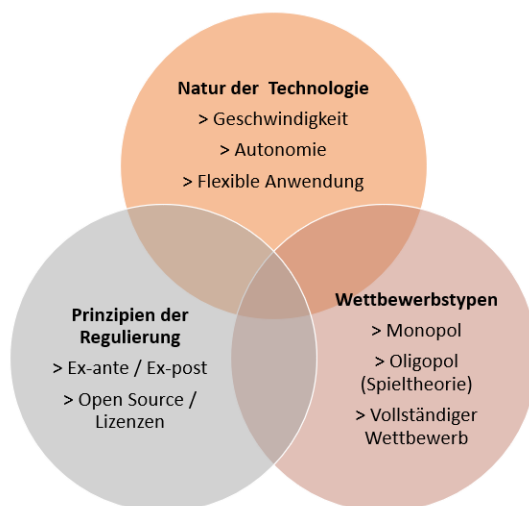 Natur der Technologie
> Geschwindigkeit
> Autonomie
> Flexible Anwendung
Prinzipien der
Regulierung
> Ex-ante / Ex-post
> Open Source /
Lizenzen
Wettbewerbstypen
> Monopol
> Oligopol
(Spieltheorie)
> Vollständiger
Wettbewerb